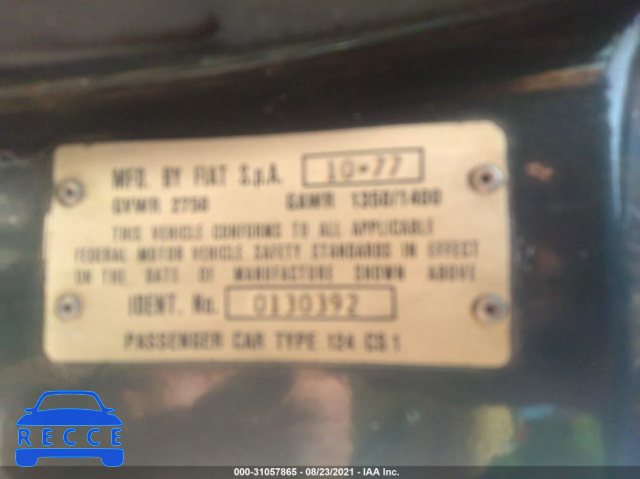 MFD. BY FIAT S.p.A. 10-77
GVWR 2750 GAWR 1350/1400
THIS VEHICLE CONFORMS TO ALL APPLICABLE
FEDERAL MOTOR VEHICLE SAFETY STANDARDS IN EFFECT
ON THE DATE OF MANUFACTURE SHOWN ABOVE
IDENT. No. 0130392
PASSENGER CAR TYPE 124 CS 1
RECCE
000-31057865 - 08/23/2021 - IAA Inc.